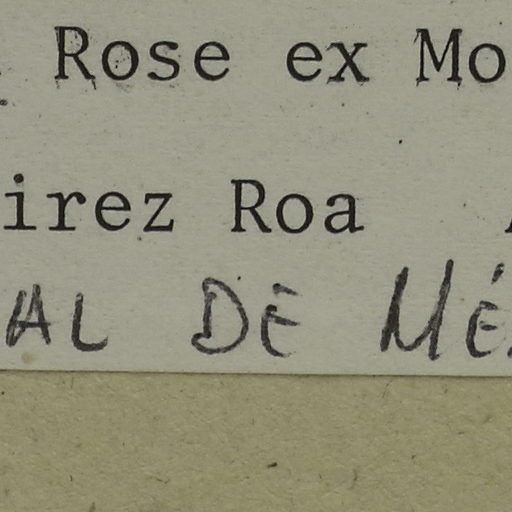 Rose ex Mo
irez Roa
AL DE MÉ